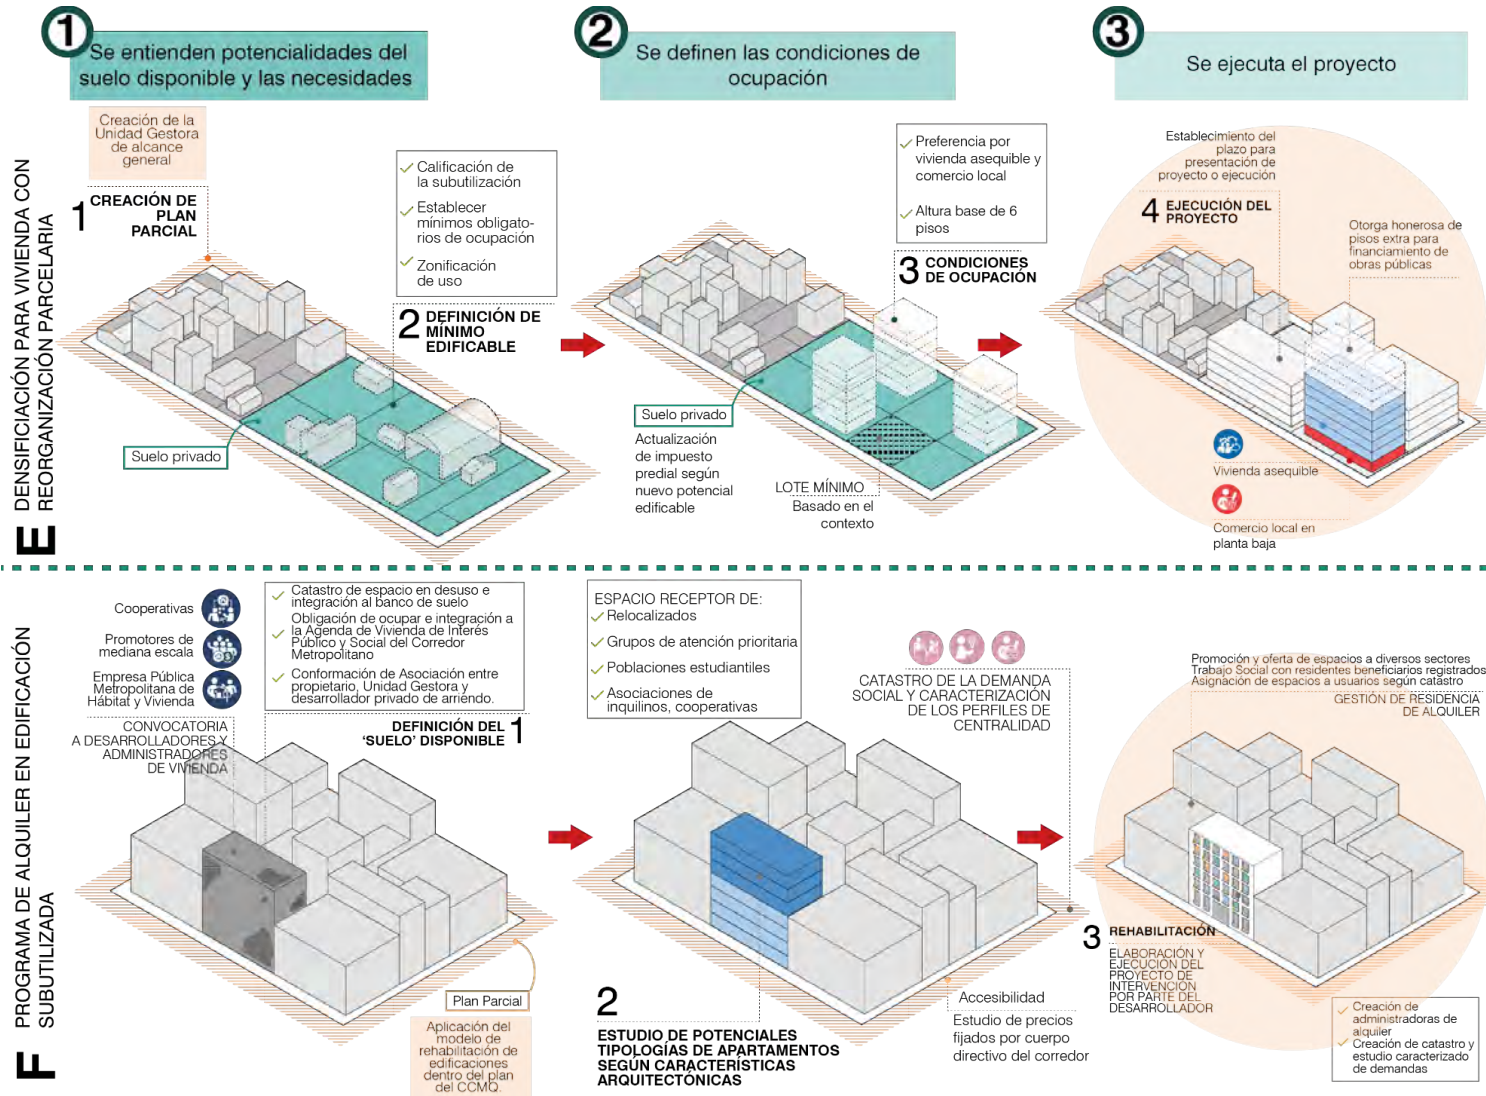 1
Se entienden potencialidades del
suelo disponible y las necesidades
2
Se definen las condiciones de
ocupación
3
Se ejecuta el proyecto
E
DENSIFICIACIÓN PARA VIVIENDA CON
REORGANIZACIÓN PARCELARIA
Creación de la
Unidad Gestora
de alcance
general
1
CREACIÓN DE
PLAN
PARCIAL
Calificación de
la subutilización
Establecer
mínimos obligato-
rios de ocupación
Zonificación
de uso
2
DEFINICIÓN DE
MÍNIMO
EDIFICABLE
Suelo privado
Preferencia por
vivienda asequible y
comercio local
Altura base de 6
pisos
3
CONDICIONES
DE OCUPACIÓN
Suelo privado
Actualización
de impuesto
predial según
nuevo potencial
edificable
LOTE MÍNIMO
Basado en el
contexto
Establecimiento del
plazo para
presentación de
proyecto o ejecución
4
EJECUCIÓN DEL
PROYECTO
Otorga honerosa de
pisos extra para
financiamiento de
obras públicas
Vivienda asequible
Comercio local en
planta baja
F
PROGRAMA DE ALQUILER EN EDIFICACIÓN
SUBUTILIZADA
Cooperativas
Promotores de
mediana escala
Empresa Pública
Metropolitana de
Hábitat y Vivienda
CONVOCATORIA
A DESARROLLADORES Y
ADMINISTRADORES
DE VIVIENDA
Catastro de espacio en desuso e
integración al banco de suelo
Obligación de ocupar e integración a
la Agenda de Vivienda de Interés
Público y Social del Corredor
Metropolitano
Conformación de Asociación entre
propietario, Unidad Gestora y
desarrollador privado de arriendo.
DEFINICIÓN DEL
'SUELO' DISPONIBLE
1
Plan Parcial
Aplicación del
modelo de
rehabilitación de
edificaciones
dentro del plan
del CCMQ.
ESPACIO RECEPTOR DE:
Relocalizados
Grupos de atención prioritaria
Poblaciones estudiantiles
Asociaciones de
inquilinos, cooperativas
CATASTRO DE LA DEMANDA
SOCIAL Y CARACTERIZACIÓN
DE LOS PERFILES DE
CENTRALIDAD
2
ESTUDIO DE POTENCIALES
TIPOLOGÍAS DE APARTAMENTOS
SEGÚN CARACTERÍSTICAS
ARQUITECTÓNICAS
Accesibilidad
Estudio de precios
fijados por cuerpo
directivo del corredor
Promoción y oferta de espacios a diversos sectores
Trabajo Social con residentes beneficiarios registrados
Asignación de espacios a usuarios según catastro
GESTIÓN DE RESIDENCIA
DE ALQUILER
3
REHABILITACIÓN
ELABORACIÓN Y
EJECUCIÓN DEL
PROYECTO DE
INTERVENCIÓN
POR PARTE DEL
DESARROLLADOR
Creación de
administradoras de
alquiler
Creación de catastro y
estudio caracterizado
de demandas